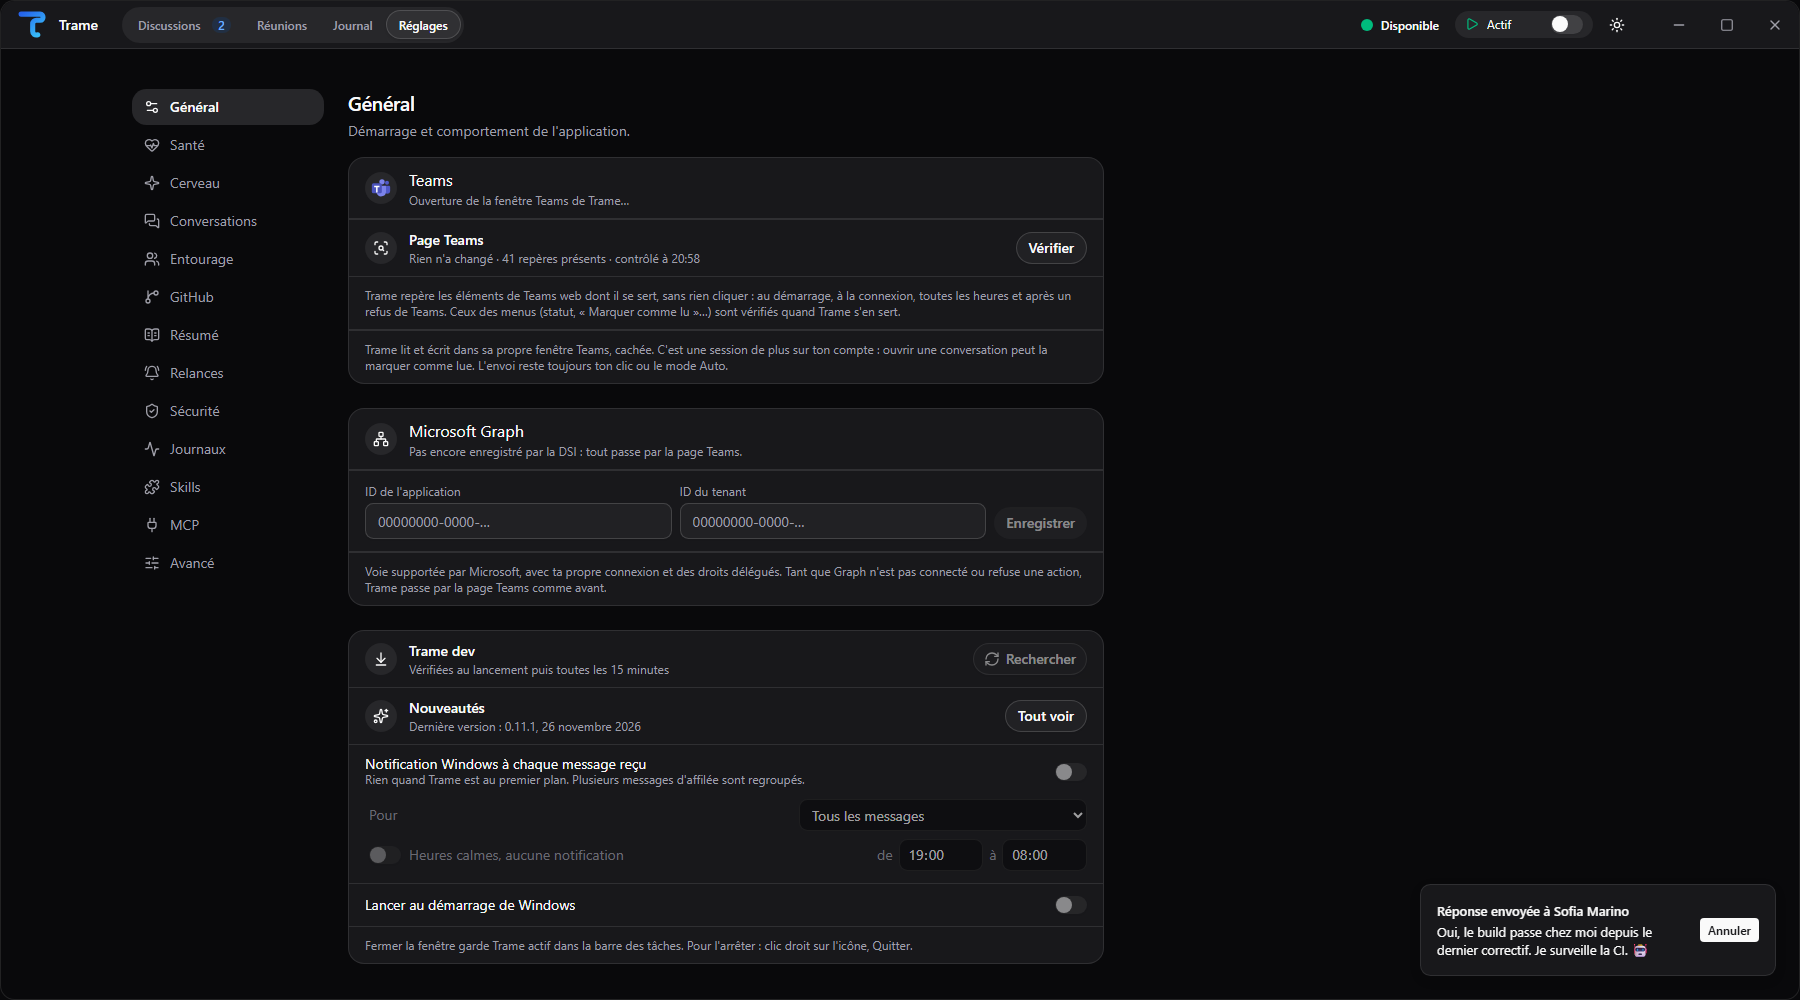 Trame
Discussions 2
Réunions
Journal
Réglages
Disponible
Actif
Général
Santé
Cerveau
Conversations
Entourage
GitHub
Résumé
Relances
Sécurité
Journaux
Skills
MCP
Avancé
Général
Démarrage et comportement de l'application.
Teams
Ouverture de la fenêtre Teams de Trame...
Page Teams
Rien n'a changé · 41 repères présents · contrôlé à 20:58
Vérifier
Trame repère les éléments de Teams web dont il se sert, sans rien cliquer : au démarrage, à la connexion, toutes les heures et après un
refus de Teams. Ceux des menus (statut, « Marquer comme lu »...) sont vérifiés quand Trame s'en sert.
Trame lit et écrit dans sa propre fenêtre Teams, cachée. C'est une session de plus sur ton compte : ouvrir une conversation peut la
marquer comme lue. L'envoi reste toujours ton clic ou le mode Auto.
Microsoft Graph
Pas encore enregistré par la DSI : tout passe par la page Teams.
ID de l'application
00000000-0000-...
ID du tenant
00000000-0000-...
Enregistrer
Voie supportée par Microsoft, avec ta propre connexion et des droits délégués. Tant que Graph n'est pas connecté ou refuse une action,
Trame passe par la page Teams comme avant.
Trame dev
Vérifiées au lancement puis toutes les 15 minutes
Rechercher
Nouveautés
Dernière version : 0.11.1, 26 novembre 2026
Tout voir
Notification Windows à chaque message reçu
Rien quand Trame est au premier plan. Plusieurs messages d'affilée sont regroupés.
Pour
Tous les messages
Heures calmes, aucune notification
de 19:00 à 08:00
Lancer au démarrage de Windows
Fermer la fenêtre garde Trame actif dans la barre des tâches. Pour l'arrêter : clic droit sur l'icône, Quitter.
Réponse envoyée à Sofia Marino
Oui, le build passe chez moi depuis le
dernier correctif. Je surveille la CI.
Annuler